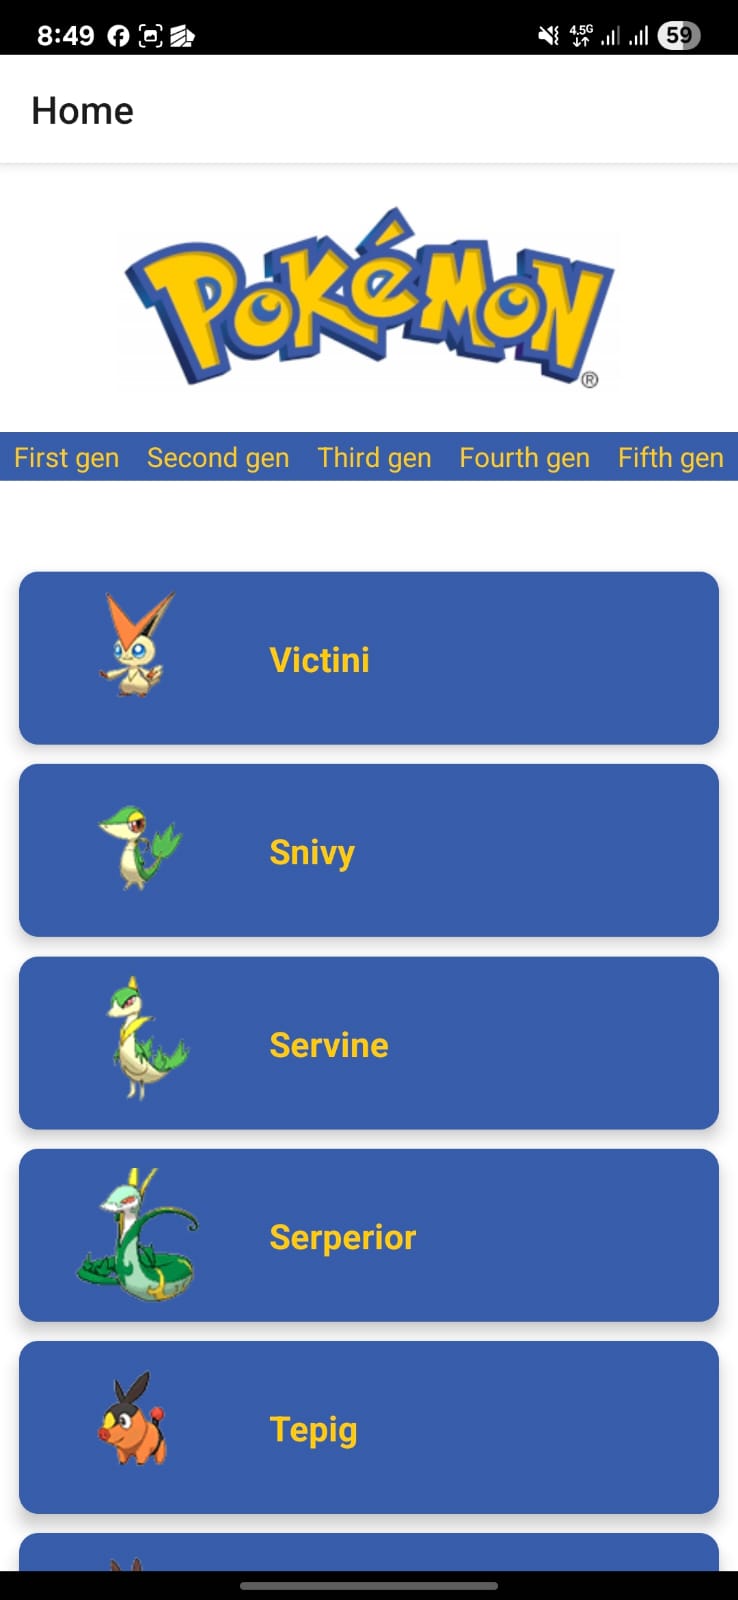 8:49 4.5G 59
Home
POKéMON ®
First gen Second gen Third gen Fourth gen Fifth gen
Victini
Snivy
Servine
Serperior
Tepig